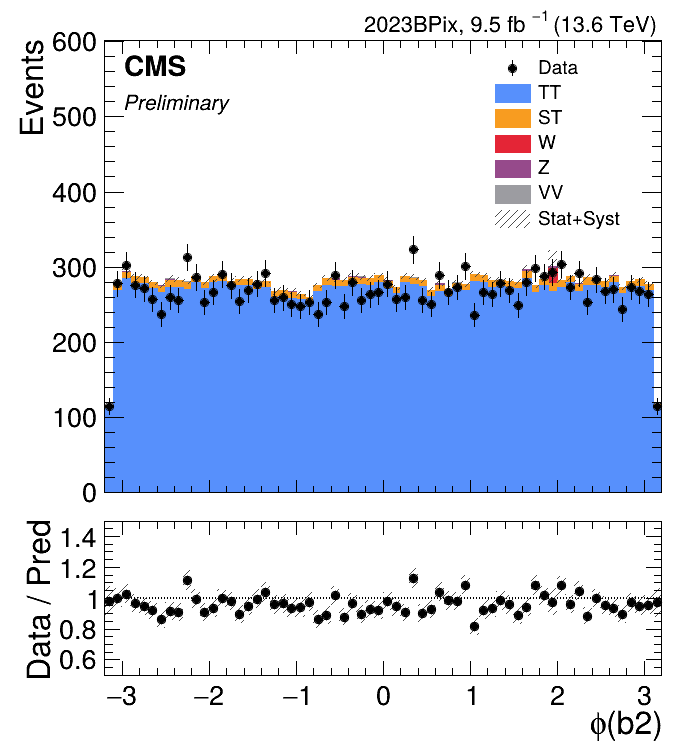 2023BPix, 9.5 fb⁻¹ (13.6 TeV)
CMS
Preliminary
Data
TT
ST
W
Z
VV
Stat+Syst
Events
600
500
400
300
200
100
0
Data / Pred
1.4
1.2
1
0.8
0.6
−3 −2 −1 0 1 2 3
ϕ(b2)